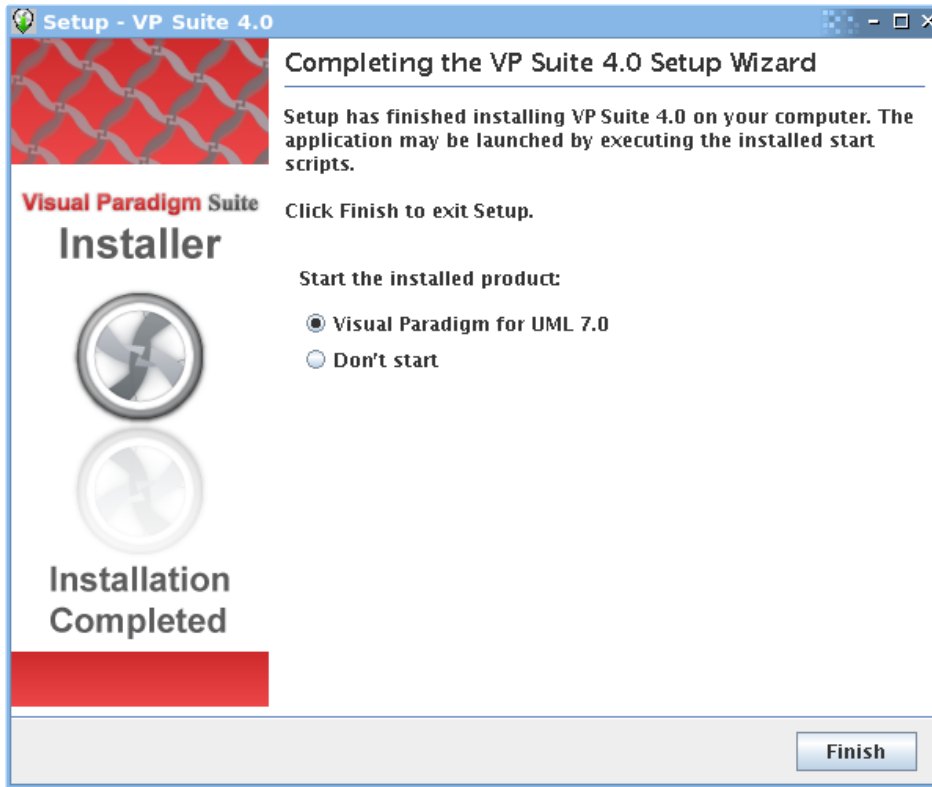 Setup - VP Suite 4.0
Completing the VP Suite 4.0 Setup Wizard
Setup has finished installing VP Suite 4.0 on your computer. The
application may be launched by executing the installed start
scripts.
Visual Paradigm Suite
Installer
Click Finish to exit Setup.
Start the installed product:
Visual Paradigm for UML 7.0
Don't start
Installation
Completed
Finish